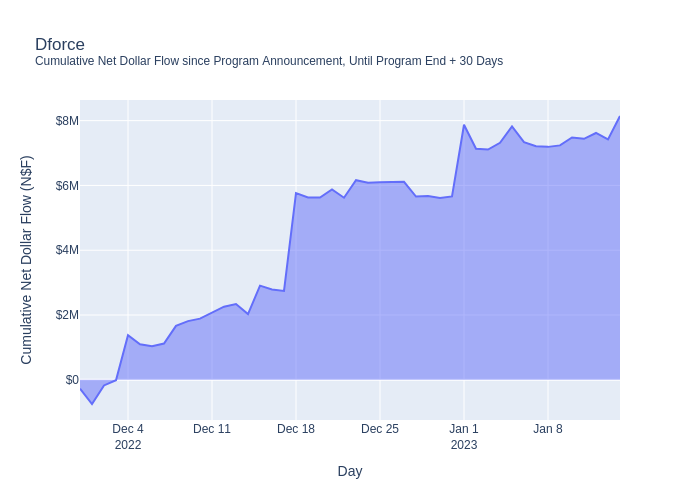 Dforce
Cumulative Net Dollar Flow since Program Announcement, Until Program End + 30 Days
Cumulative Net Dollar Flow (N$F)
$8M
$6M
$4M
$2M
$0
Dec 4
2022
Dec 11
Dec 18
Dec 25
Jan 1
2023
Jan 8
Day